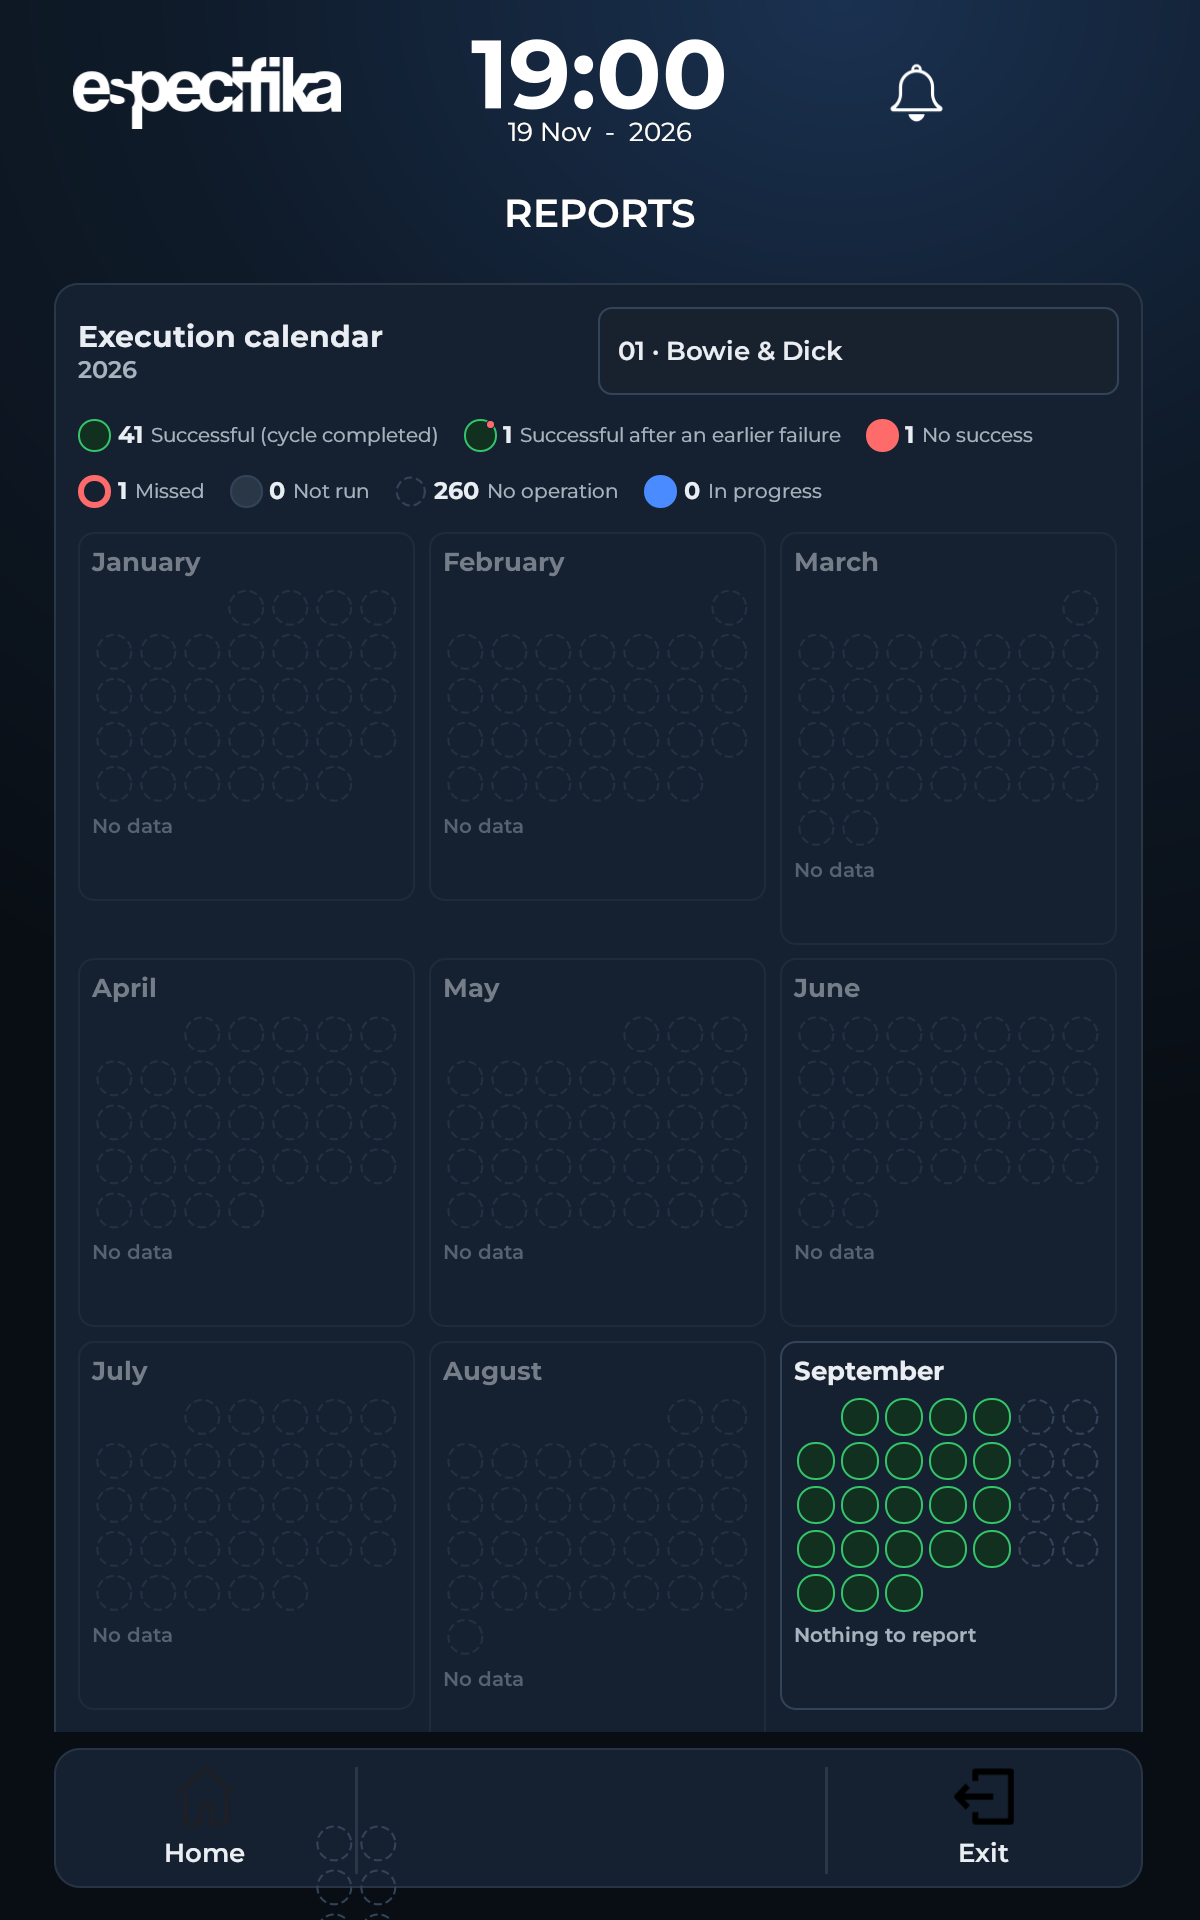 especifika
19:00
19 Nov - 2026
REPORTS
Execution calendar
2026
01 · Bowie & Dick
41 Successful (cycle completed) 1 Successful after an earlier failure 1 No success
1 Missed 0 Not run 260 No operation 0 In progress
January February March
No data No data
No data
April May June
No data No data No data
July August September
No data Nothing to report
No data
Home Exit